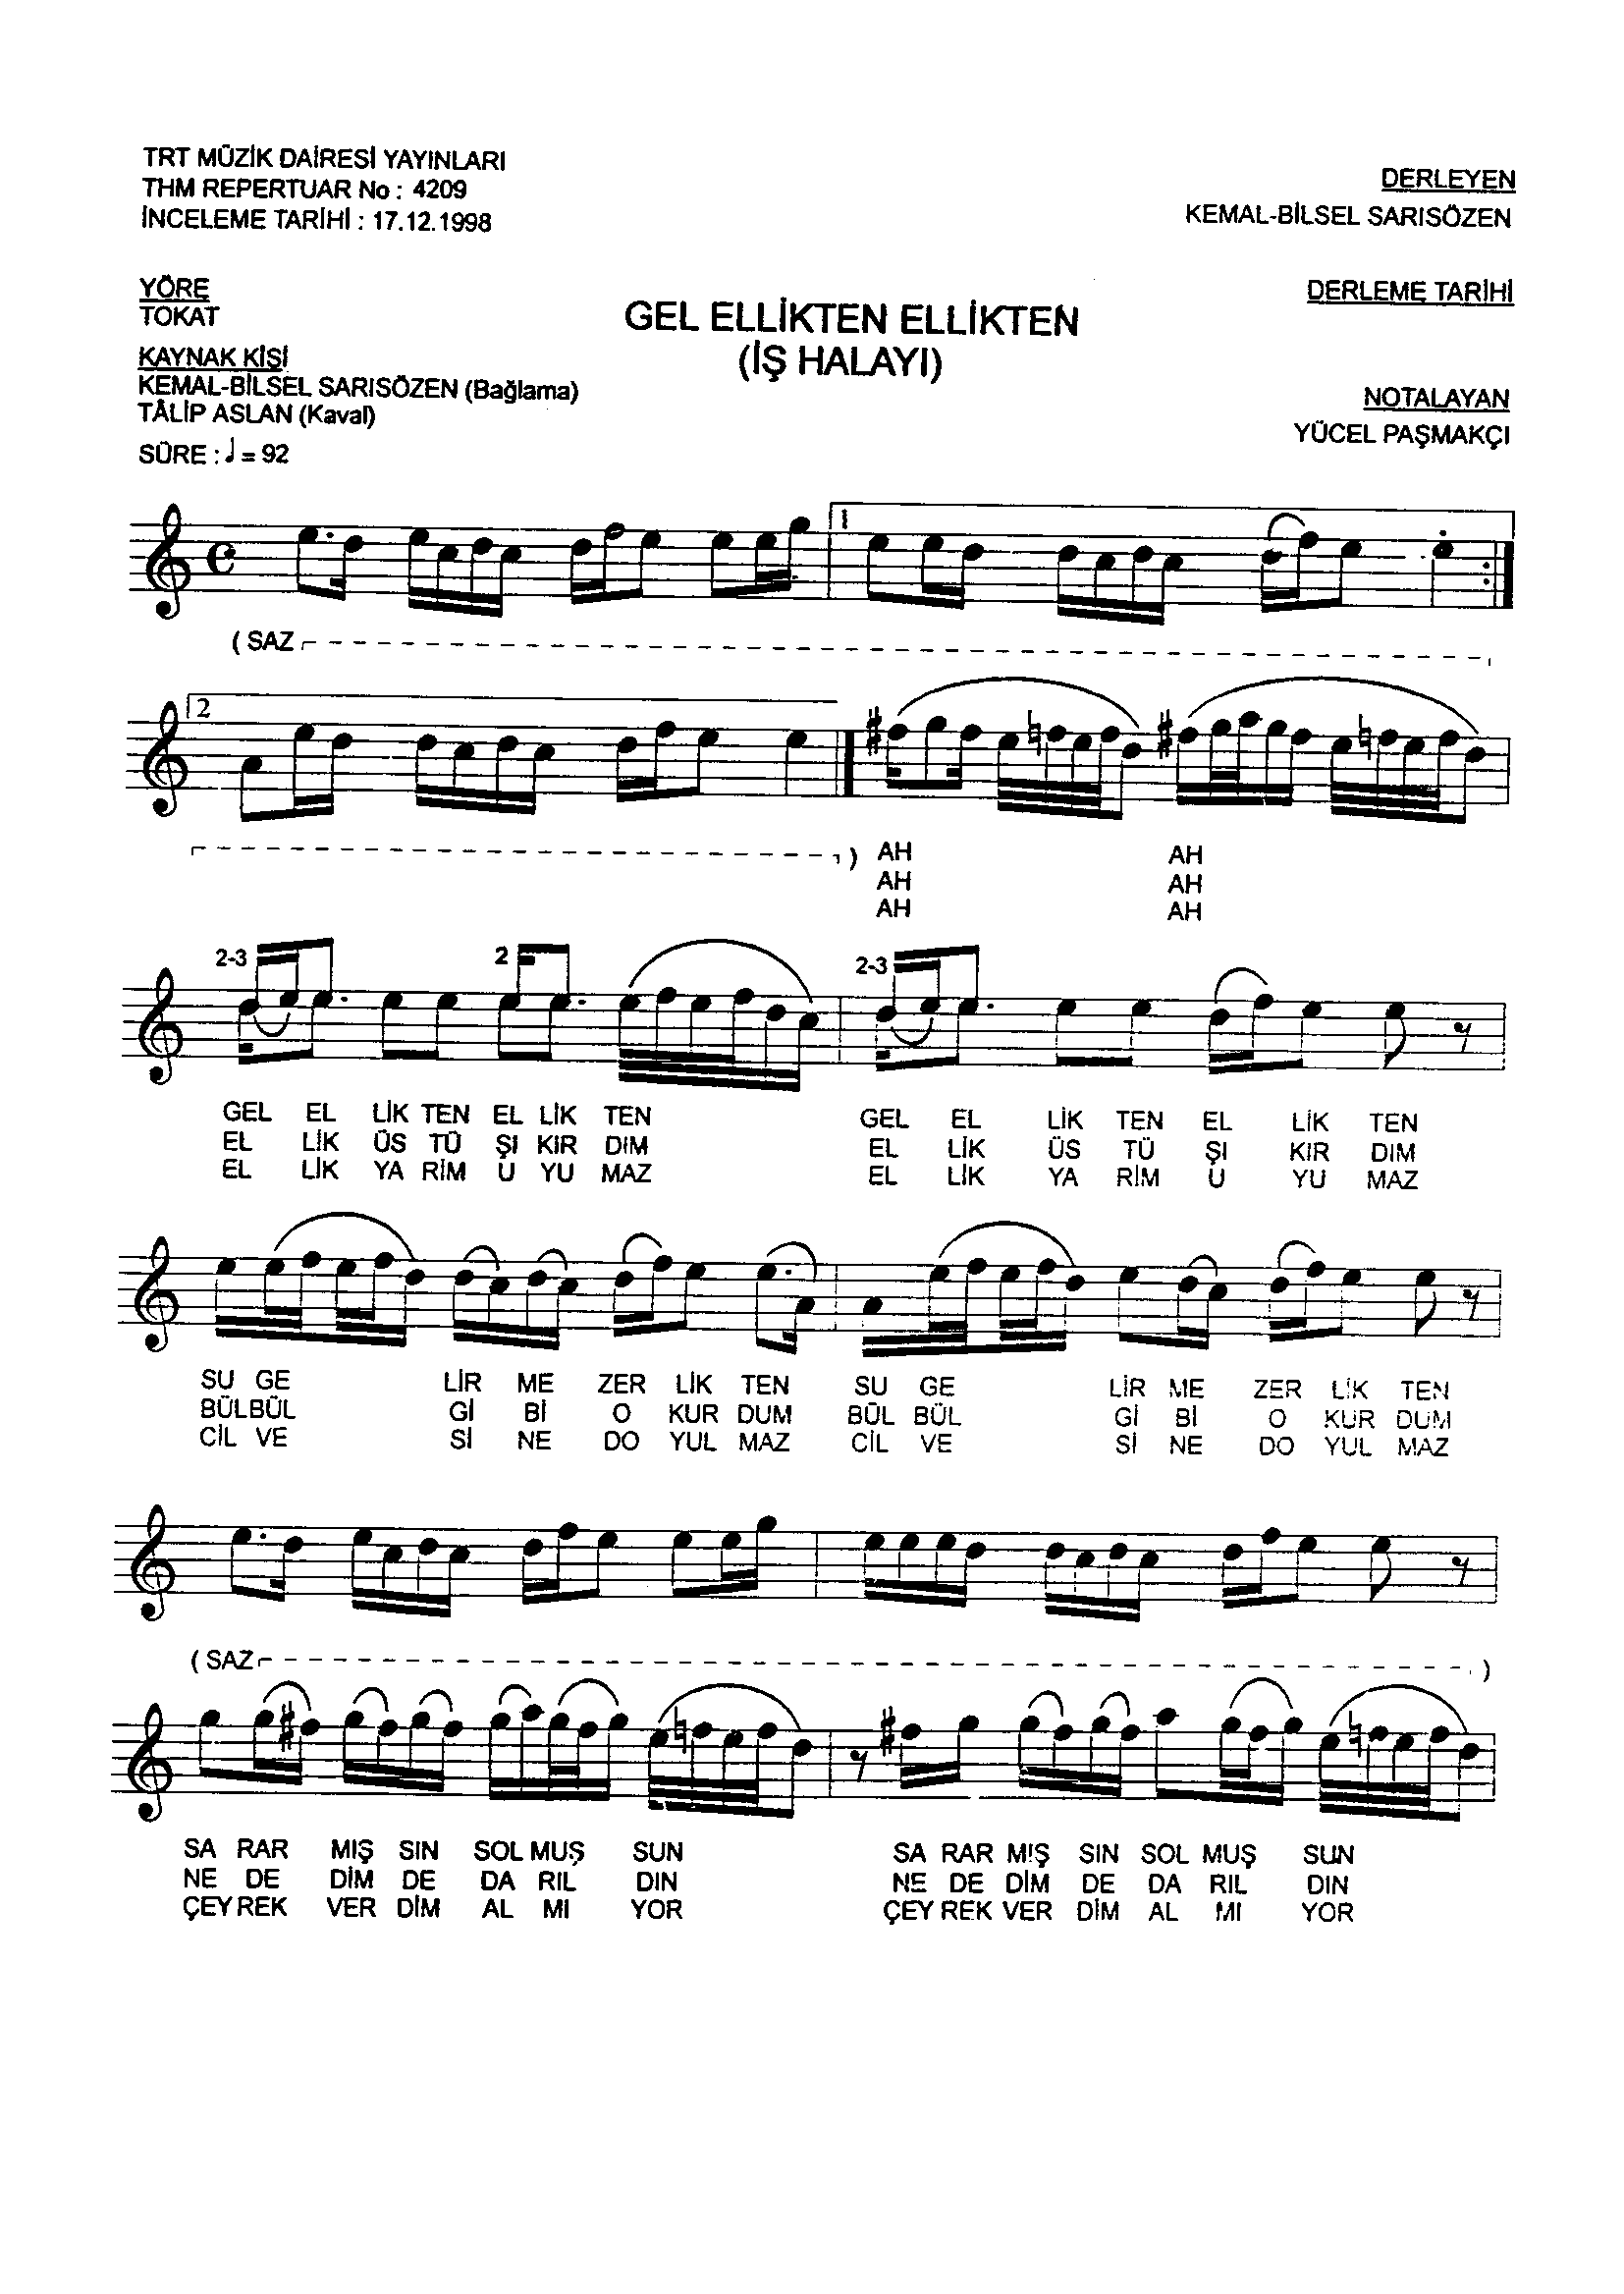 TRT MÜZİK DAİRESİ YAYINLARI
THM REPERTUAR No : 4209
İNCELEME TARİHİ : 17.12.1998
DERLEYEN
KEMAL-BİLSEL SARISÖZEN
YÖRE
TOKAT
DERLEME TARİHİ
GEL ELLİKTEN ELLİKTEN
(İŞ HALAYI)
KAYNAK KİŞİ
KEMAL-BİLSEL SARISÖZEN (Bağlama)
TÂLİP ASLAN (Kaval)
NOTALAYAN
YÜCEL PAŞMAKÇI
SÜRE : ♩ = 92
1
( SAZ
2
)
AH AH
AH AH
AH AH
2-3 2 2-3
GEL EL LİK TEN EL LİK TEN GEL EL LİK TEN EL LİK TEN
EL LİK ÜS TÜ ŞI KIR DIM EL LİK ÜS TÜ ŞI KIR DIM
EL LİK YA RİM U YU MAZ EL LİK YA RİM U YU MAZ
SU GE LİR ME ZER LİK TEN SU GE LİR ME ZER LİK TEN
BÜLBÜL Gİ Bİ O KUR DUM BÜL BÜL Gİ Bİ O KUR DUM
CİL VE Sİ NE DO YUL MAZ CİL VE Sİ NE DO YUL MAZ
( SAZ )
SA RAR MIŞ SIN SOL MUŞ SUN SA RAR MIŞ SIN SOL MUŞ SUN
NE DE DİM DE DA RIL DIN NE DE DİM DE DA RIL DIN
ÇEY REK VER DİM AL MI YOR ÇEY REK VER DİM AL MI YOR